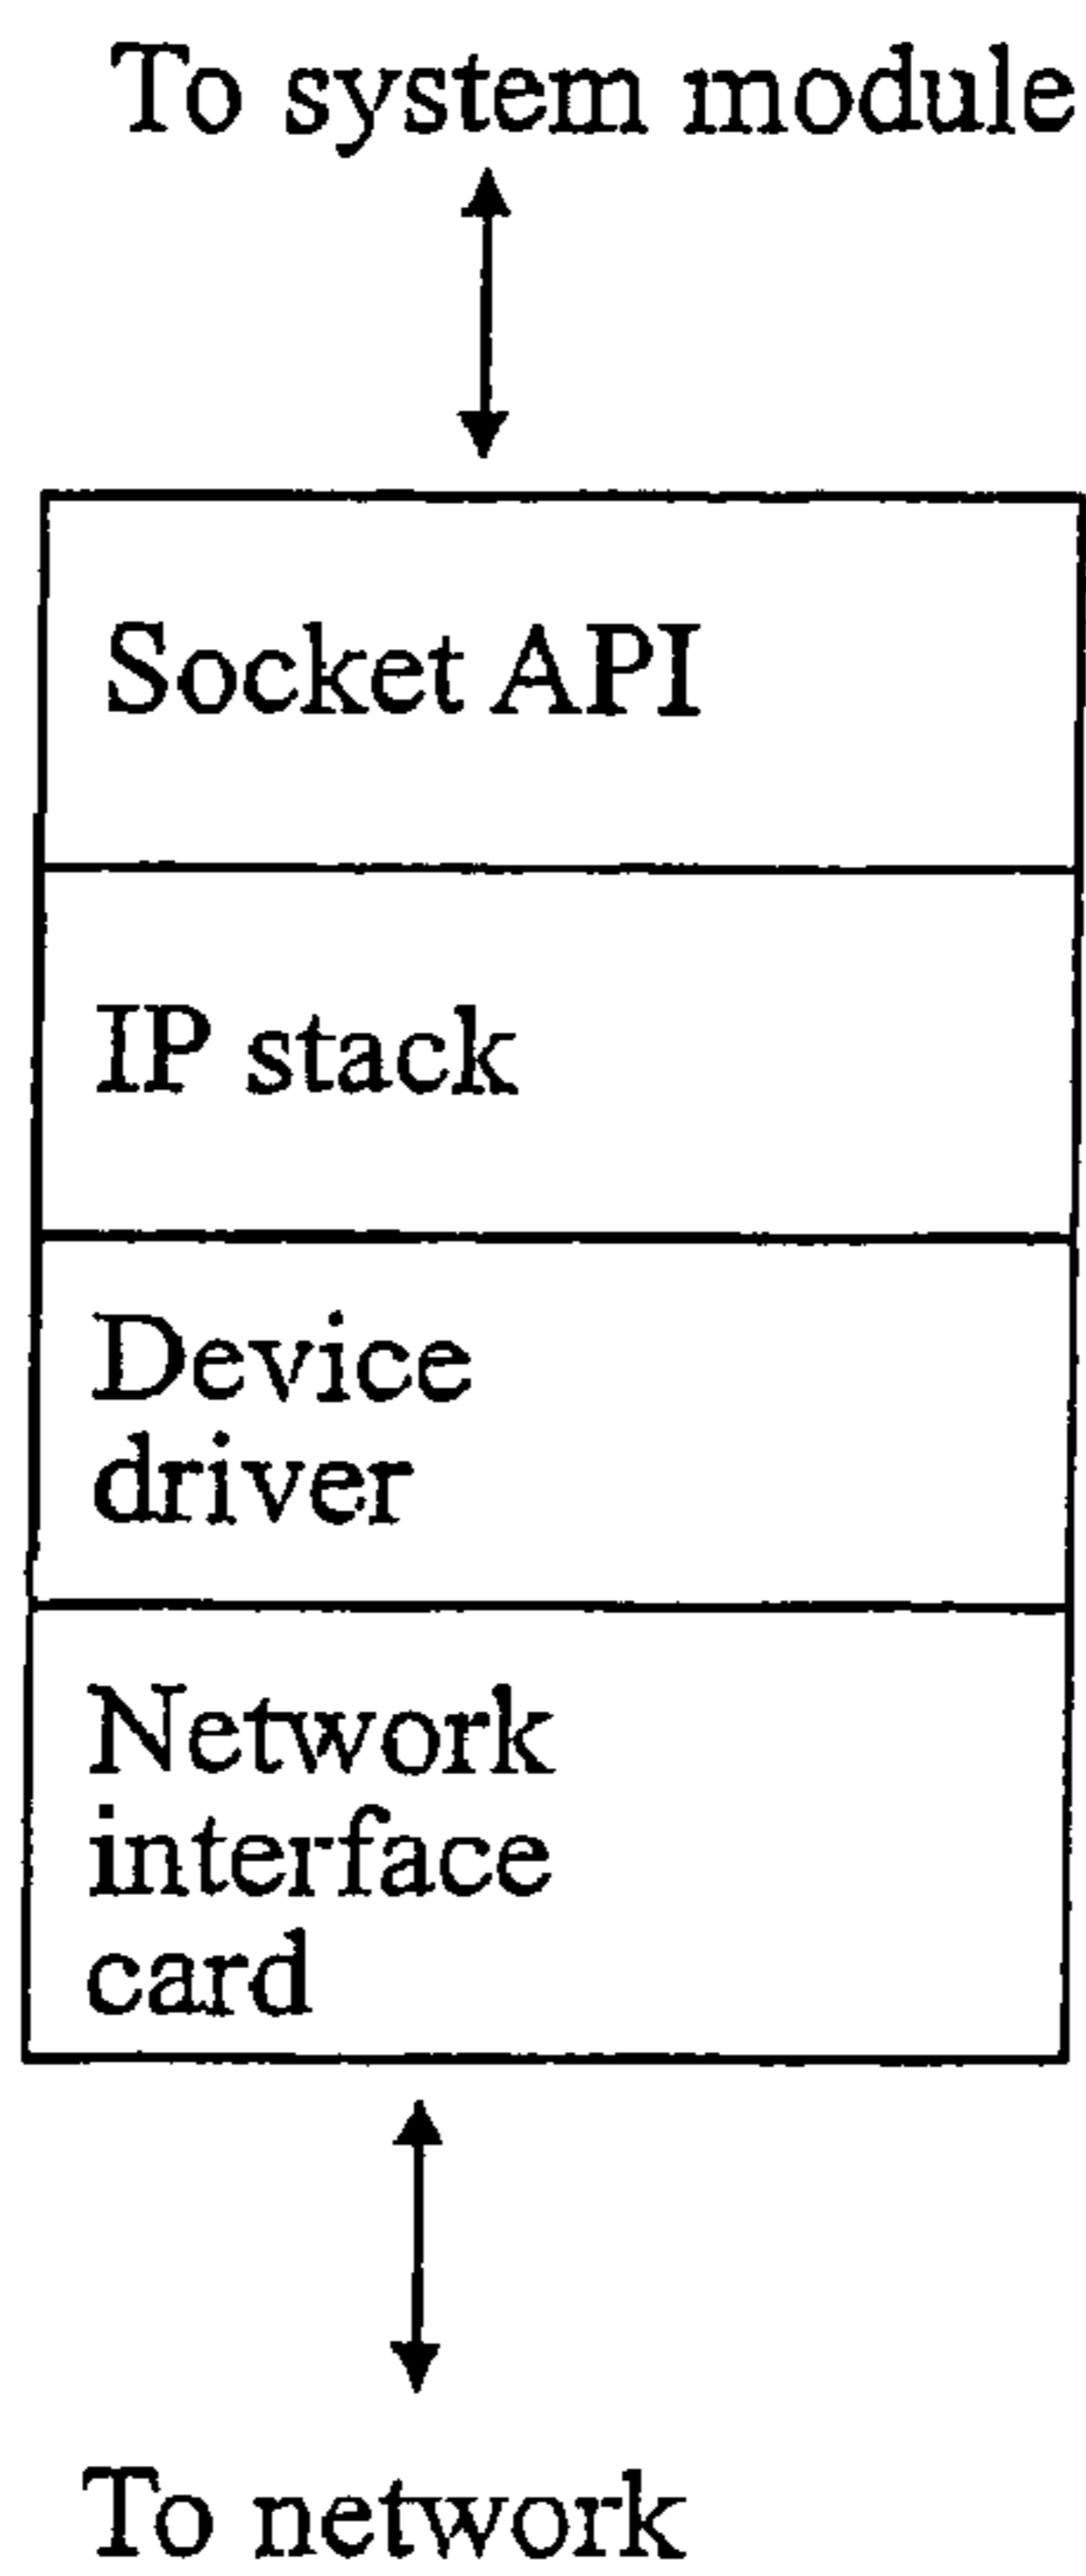 To system module
Socket API
IP stack
Device
driver
Network
interface
card
To network